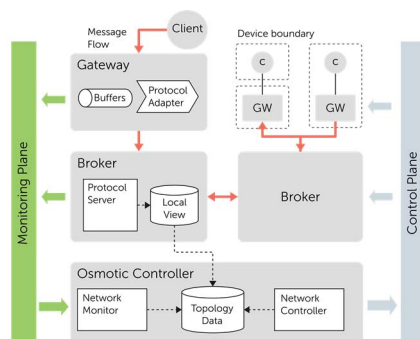 Message
Flow
Client
Device boundary
Gateway
Buffers
Protocol
Adapter
C
C
GW
GW
Monitoring Plane
Control Plane
Broker
Protocol
Server
Local
View
Broker
Osmotic Controller
Network
Monitor
Topology
Data
Network
Controller